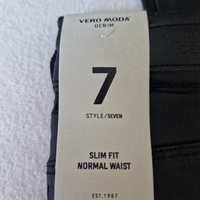 VERO MODA
DENIM
7
STYLE/SEVEN
SLIM FIT
NORMAL WAIST
EST.1987